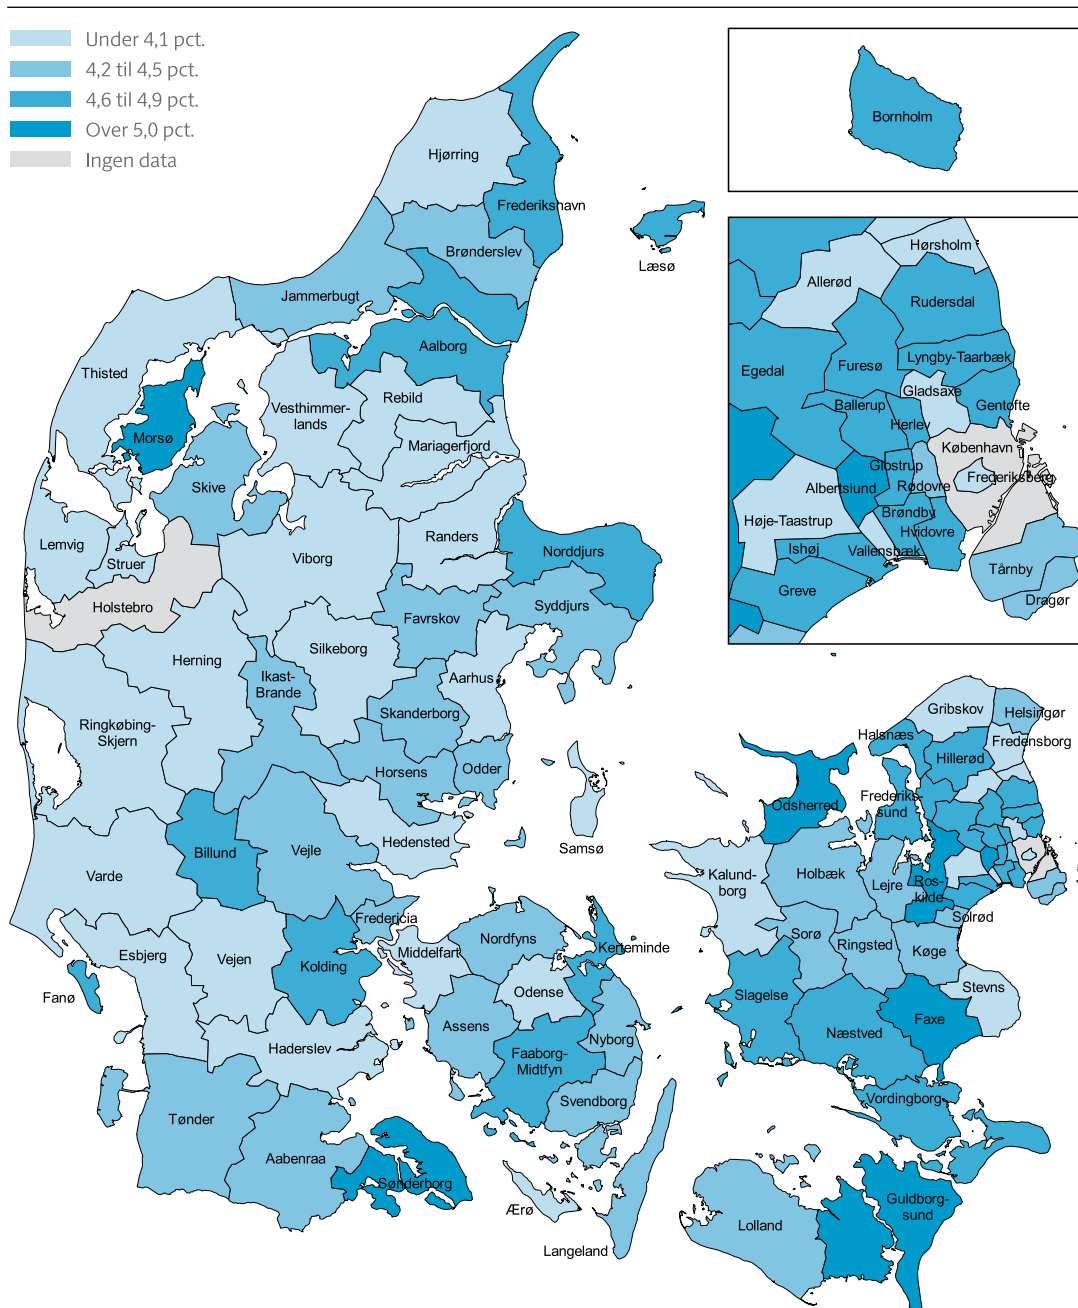 Under 4,1 pct.
4,2 til 4,5 pct.
4,6 til 4,9 pct.
Over 5,0 pct.
Ingen data
Bornholm
Hjørring
Frederikshavn
Brønderslev
Læsø
Jammerbugt
Aalborg
Thisted
Rebild
Vesthimmer-
lands
Morsø
Mariagerfjord
Skive
Lemvig
Struer
Viborg
Randers
Norddjurs
Holstebro
Favrskov
Syddjurs
Herning
Silkeborg
Ikast-
Brande
Aarhus
Skanderborg
Ringkøbing-
Skjern
Horsens
Odder
Hedensted
Samsø
Billund
Vejle
Varde
Fredericia
Esbjerg
Vejen
Kolding
Middelfart
Nordfyns
Kerteminde
Fanø
Odense
Assens
Haderslev
Faaborg-
Midtfyn
Nyborg
Svendborg
Tønder
Aabenraa
Sønderborg
Ærø
Langeland
Hørsholm
Allerød
Rudersdal
Egedal
Furesø
Lyngby-Taarbæk
Gladsaxe
Gentofte
Ballerup
Herlev
København
Glostrup
Frederiksberg
Albertslund
Rødovre
Brøndby
Høje-Taastrup
Hvidovre
Ishøj
Vallensbæk
Greve
Tårnby
Dragør
Gribskov
Helsingør
Halsnæs
Fredensborg
Hillerød
Odsherred
Frederiks-
sund
Kalund-
borg
Holbæk
Lejre
Ros-
kilde
Solrød
Sorø
Ringsted
Køge
Stevns
Slagelse
Næstved
Faxe
Vordingborg
Guldborg-
sund
Lolland